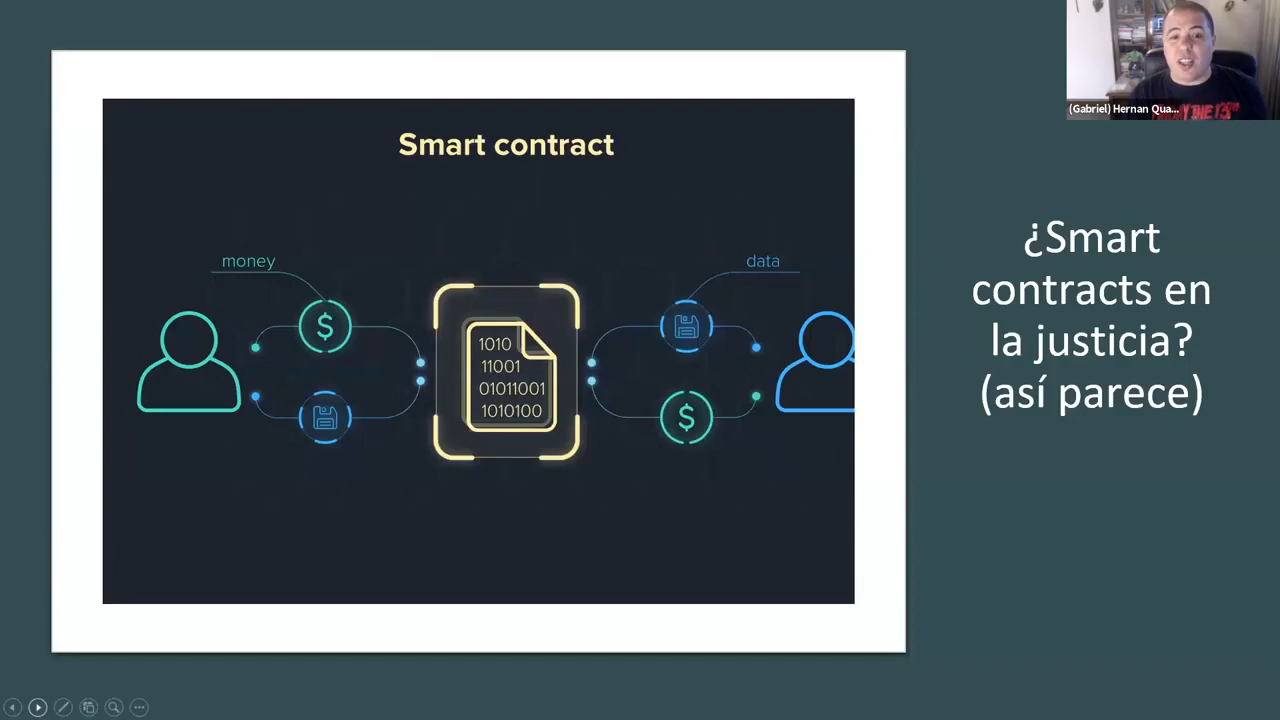 Smart contract
money
data
$
$
1010
11001
01011001
1010100
¿Smart
contracts en
la justicia?
(así parece)
(Gabriel) Hernan Qua...